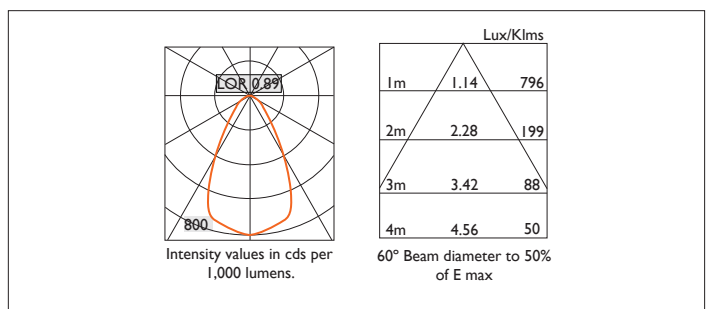 LOR 0.89
800
Intensity values in cds per
1,000 lumens.
Lux/Klms
1m 1.14 796
2m 2.28 199
3m 3.42 88
4m 4.56 50
60º Beam diameter to 50%
of E max